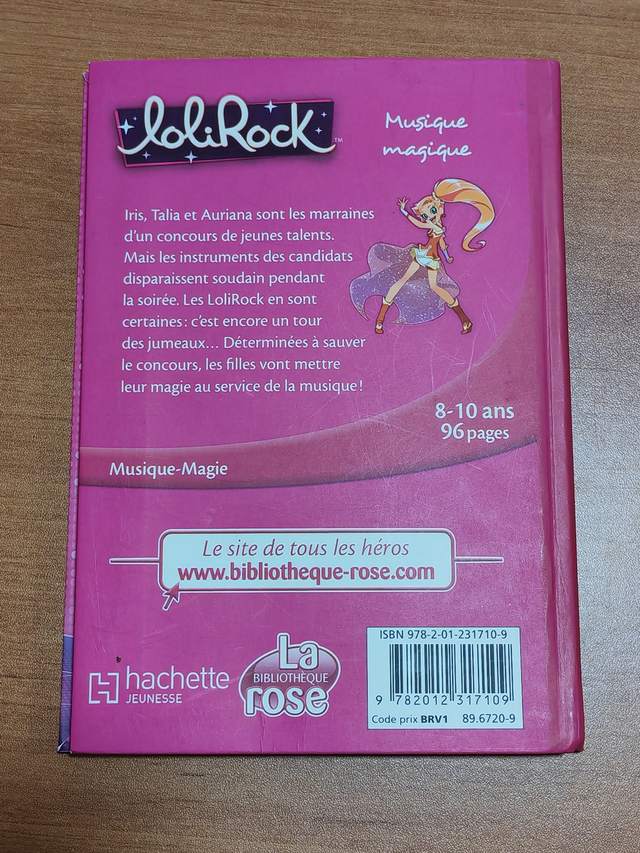 LoliRock™
Musique
magique
Iris, Talia et Auriana sont les marraines
d'un concours de jeunes talents.
Mais les instruments des candidats
disparaissent soudain pendant
la soirée. Les LoliRock en sont
certaines : c'est encore un tour
des jumeaux… Déterminées à sauver
le concours, les filles vont mettre
leur magie au service de la musique !
8-10 ans
96 pages
Musique-Magie
Le site de tous les héros
www.bibliotheque-rose.com
hachette
JEUNESSE
La
BIBLIOTHÈQUE
rose
ISBN 978-2-01-231710-9
9 782012 317109
Code prix BRV1 89.6720-9